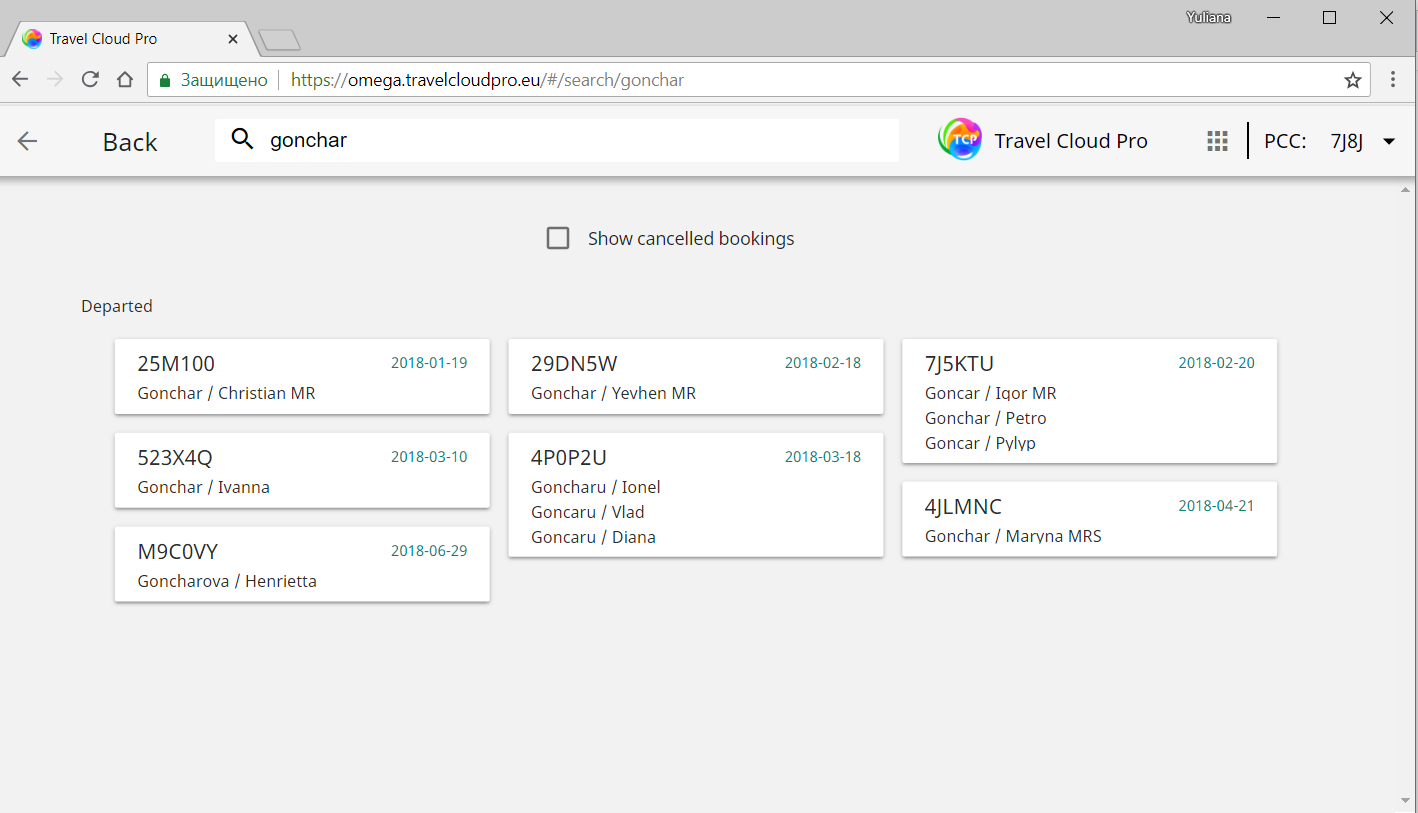 Yuliana
Travel Cloud Pro
Защищено https://omega.travelcloudpro.eu/#/search/gonchar
Back gonchar TCP Travel Cloud Pro PCC: 7J8J
Show cancelled bookings
Departed
25M100 2018-01-19
Gonchar / Christian MR
29DN5W 2018-02-18
Gonchar / Yevhen MR
7J5KTU 2018-02-20
Goncar / Igor MR
Gonchar / Petro
Goncar / Pylyp
523X4Q 2018-03-10
Gonchar / Ivanna
4P0P2U 2018-03-18
Goncharu / Ionel
Goncaru / Vlad
Goncaru / Diana
4JLMNC 2018-04-21
Gonchar / Maryna MRS
M9C0VY 2018-06-29
Goncharova / Henrietta